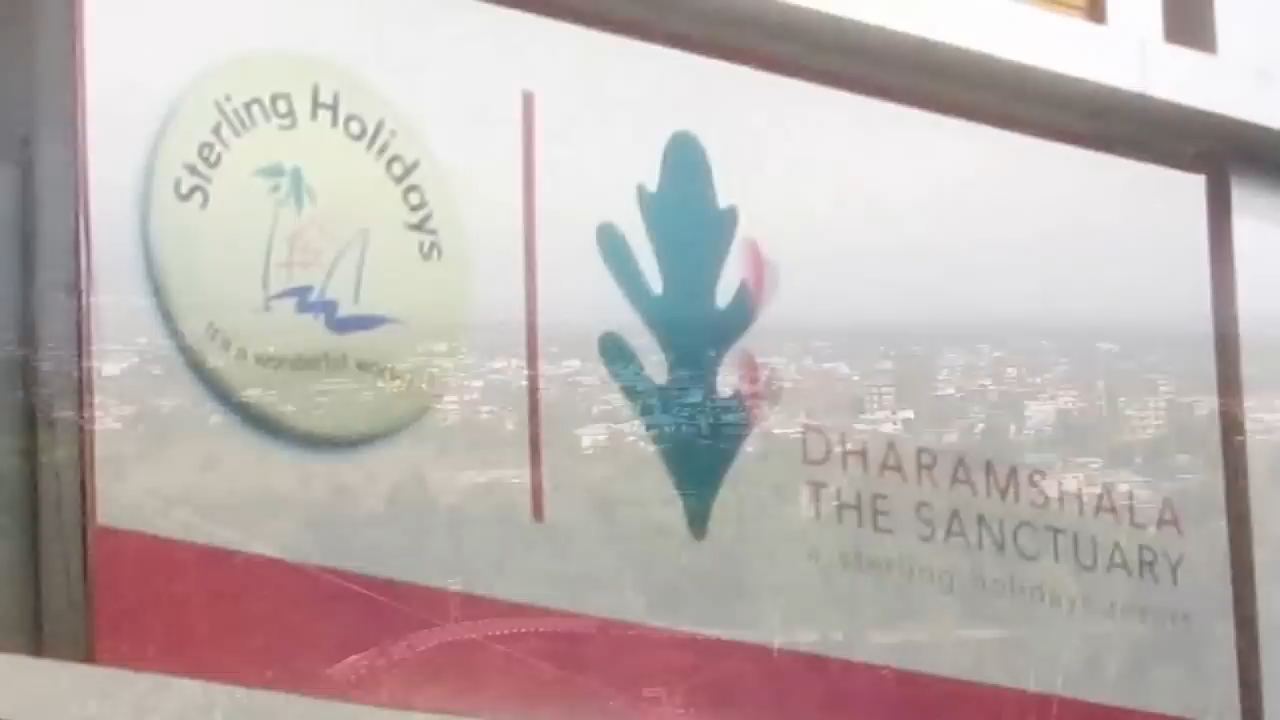 Sterling Holidays
It's a wonderful world
DHARAMSHALA
THE SANCTUARY
a sterling holidays resort